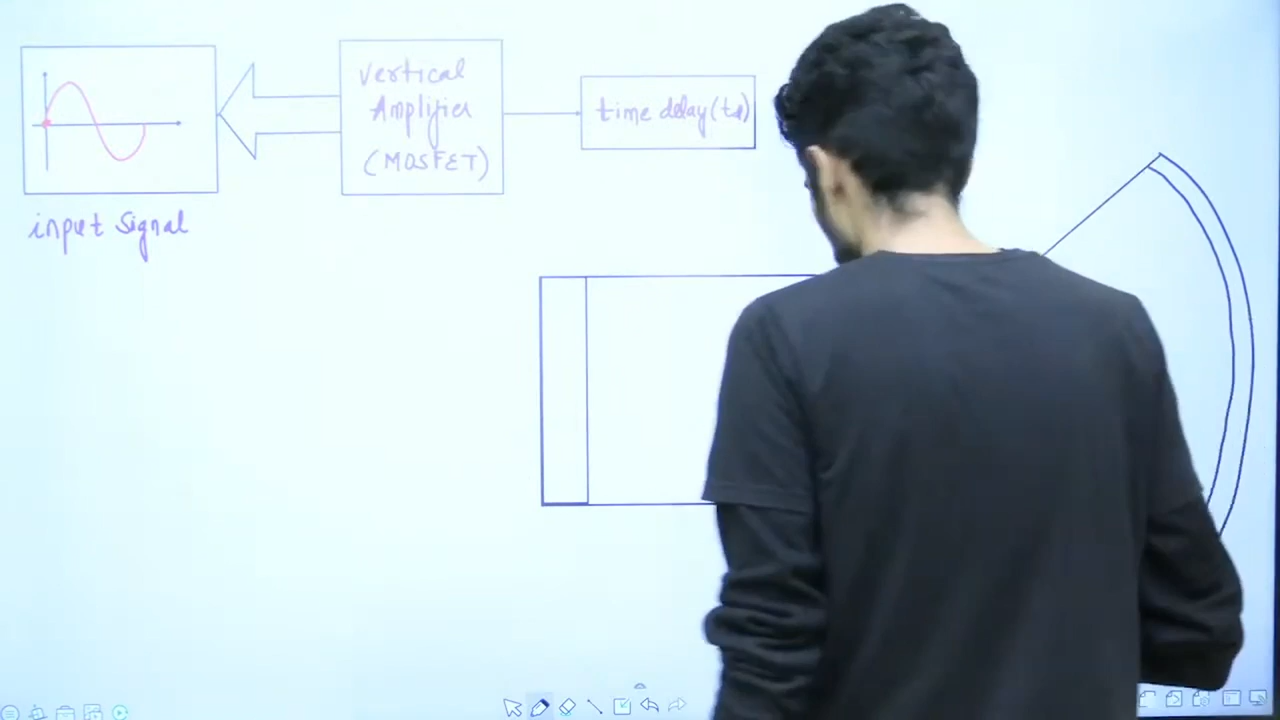 vertical
Amplifier
(MOSFET)
time delay (td)
input Signal